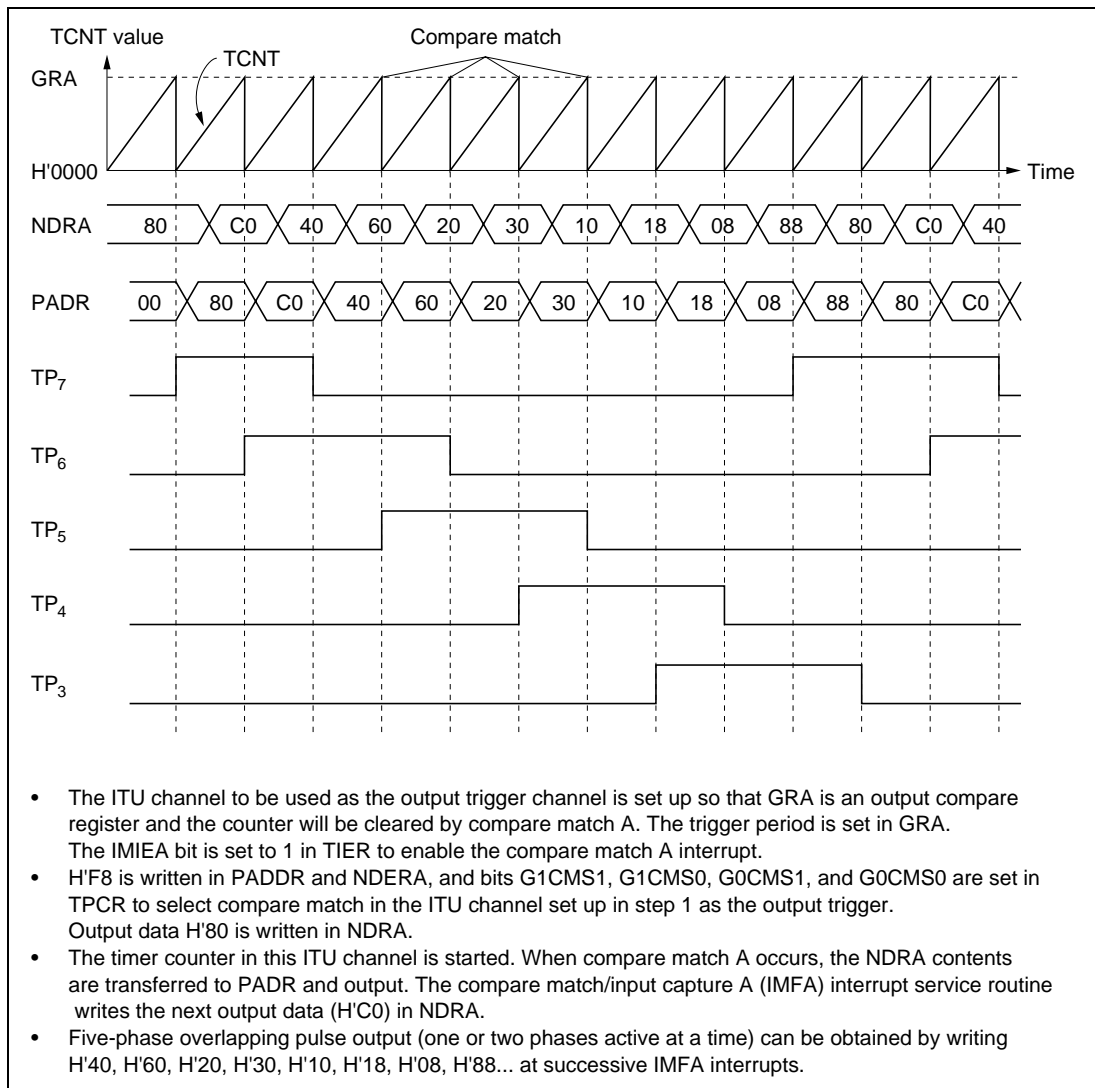 TCNT value
Compare match
TCNT
GRA
H'0000
Time
NDRA 80 C0 40 60 20 30 10 18 08 88 80 C0 40
PADR 00 80 C0 40 60 20 30 10 18 08 88 80 C0
TP7
TP6
TP5
TP4
TP3
• The ITU channel to be used as the output trigger channel is set up so that GRA is an output compare
register and the counter will be cleared by compare match A. The trigger period is set in GRA.
The IMIEA bit is set to 1 in TIER to enable the compare match A interrupt.
• H'F8 is written in PADDR and NDERA, and bits G1CMS1, G1CMS0, G0CMS1, and G0CMS0 are set in
TPCR to select compare match in the ITU channel set up in step 1 as the output trigger.
Output data H'80 is written in NDRA.
• The timer counter in this ITU channel is started. When compare match A occurs, the NDRA contents
are transferred to PADR and output. The compare match/input capture A (IMFA) interrupt service routine
writes the next output data (H'C0) in NDRA.
• Five-phase overlapping pulse output (one or two phases active at a time) can be obtained by writing
H'40, H'60, H'20, H'30, H'10, H'18, H'08, H'88... at successive IMFA interrupts.